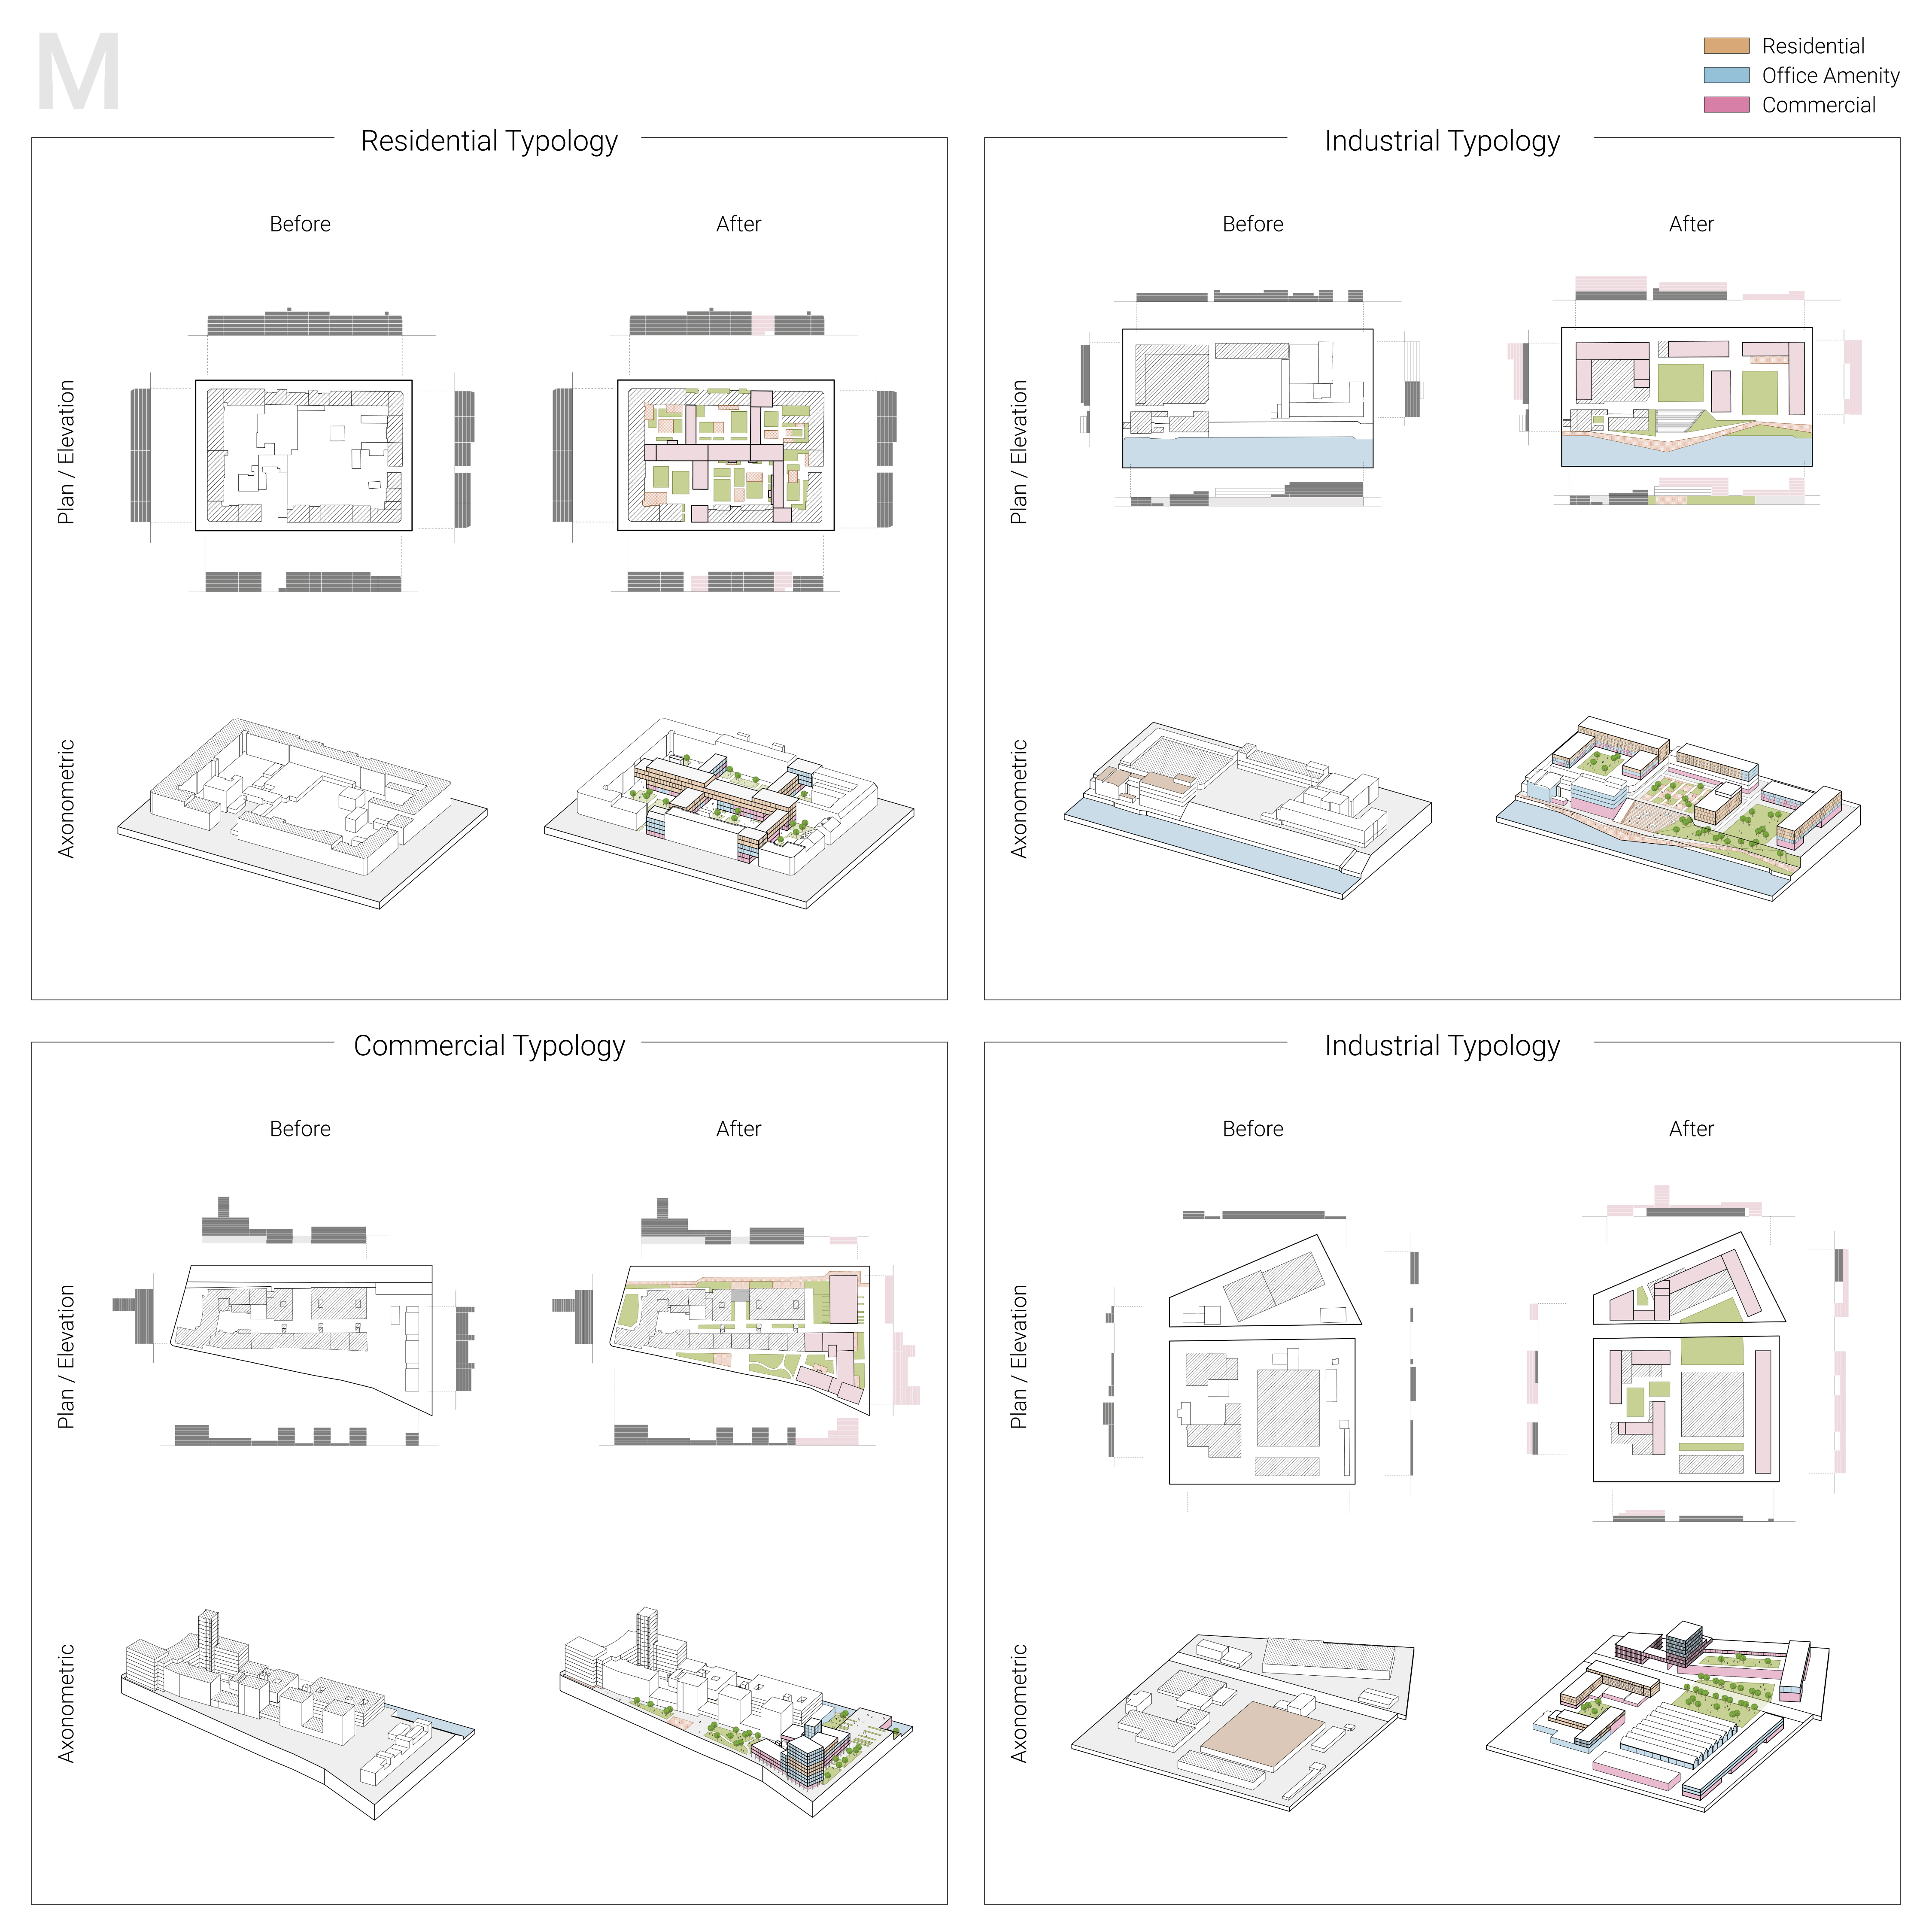 M
Residential
Office Amenity
Commercial
Residential Typology
Before
After
Plan / Elevation
Axonometric
Industrial Typology
Before
After
Plan / Elevation
Axonometric
Commercial Typology
Before
After
Plan / Elevation
Axonometric
Industrial Typology
Before
After
Plan / Elevation
Axonometric